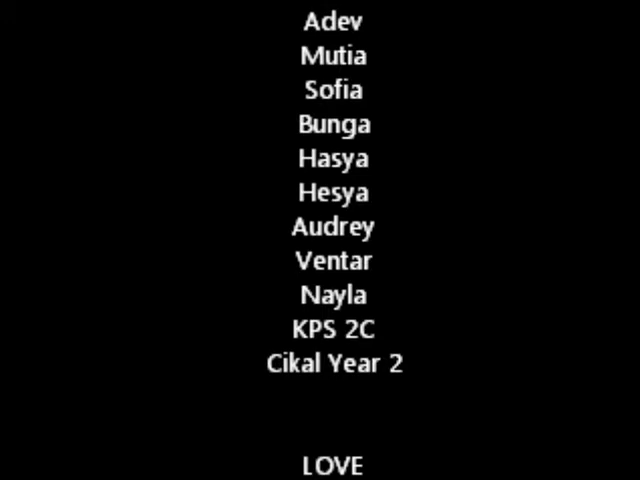 Adev
Mutia
Sofia
Bunga
Hasya
Hesya
Audrey
Ventar
Nayla
KPS 2C
Cikal Year 2
LOVE